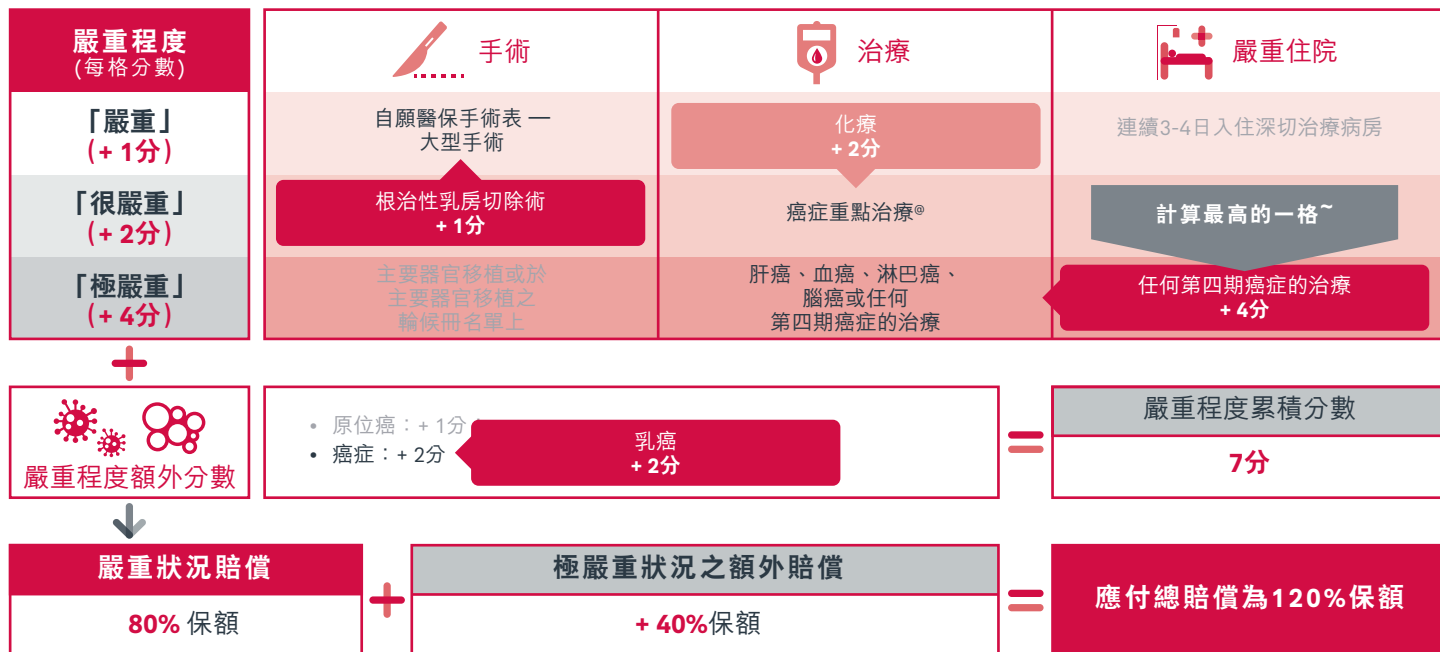 嚴重程度
(每格分數)
手術
治療
嚴重住院
「嚴重」
(+ 1分)
自願醫保手術表 —
大型手術
化療
+ 2分
連續3-4日入住深切治療病房
「很嚴重」
(+ 2分)
根治性乳房切除術
+ 1分
癌症重點治療@
計算最高的一格~
「極嚴重」
(+ 4分)
主要器官移植或於
主要器官移植之
輪候冊名單上
肝癌、血癌、淋巴癌、
腦癌或任何
第四期癌症的治療
任何第四期癌症的治療
+ 4分
+
嚴重程度額外分數
• 原位癌：+ 1分
• 癌症：+ 2分
乳癌
+ 2分
=
嚴重程度累積分數
7分
嚴重狀況賠償
80% 保額
+
極嚴重狀況之額外賠償
+ 40%保額
=
應付總賠償為120%保額